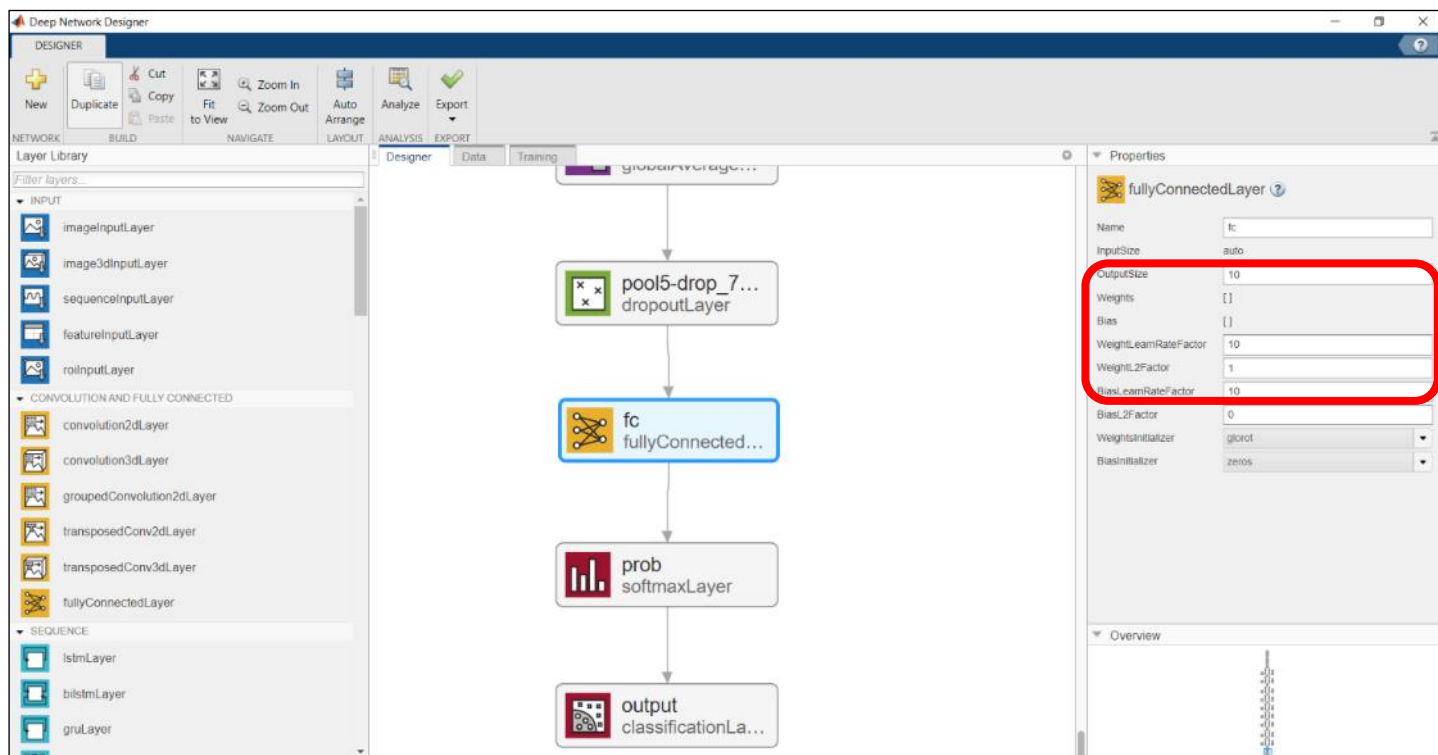 Deep Network Designer
DESIGNER
New
Duplicate
Cut
Copy
Paste
Fit
to View
Zoom In
Zoom Out
Auto
Arrange
Analyze
Export
NETWORK
BUILD
NAVIGATE
LAYOUT
ANALYSIS
EXPORT
Layer Library
Filter layers...
INPUT
imageInputLayer
image3dInputLayer
sequenceInputLayer
featureInputLayer
roiInputLayer
CONVOLUTION AND FULLY CONNECTED
convolution2dLayer
convolution3dLayer
groupedConvolution2dLayer
transposedConv2dLayer
transposedConv3dLayer
fullyConnectedLayer
SEQUENCE
lstmLayer
bilstmLayer
gruLayer
Designer
Data
Training
globalAverage...
pool5-drop_7...
dropoutLayer
fc
fullyConnected...
prob
softmaxLayer
output
classificationLa...
Properties
fullyConnectedLayer ?
Name fc
InputSize auto
OutputSize 10
Weights []
Bias []
WeightLearnRateFactor 10
WeightL2Factor 1
BiasLearnRateFactor 10
BiasL2Factor 0
WeightsInitializer glorot
BiasInitializer zeros
Overview